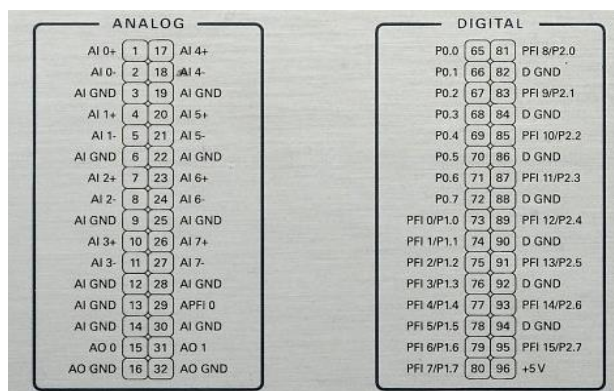 ANALOG
AI 0+ 1 17 AI 4+
AI 0- 2 18 AI 4-
AI GND 3 19 AI GND
AI 1+ 4 20 AI 5+
AI 1- 5 21 AI 5-
AI GND 6 22 AI GND
AI 2+ 7 23 AI 6+
AI 2- 8 24 AI 6-
AI GND 9 25 AI GND
AI 3+ 10 26 AI 7+
AI 3- 11 27 AI 7-
AI GND 12 28 AI GND
AI GND 13 29 APFI 0
AI GND 14 30 AI GND
AO 0 15 31 AO 1
AO GND 16 32 AO GND
DIGITAL
P0.0 65 81 PFI 8/P2.0
P0.1 66 82 D GND
P0.2 67 83 PFI 9/P2.1
P0.3 68 84 D GND
P0.4 69 85 PFI 10/P2.2
P0.5 70 86 D GND
P0.6 71 87 PFI 11/P2.3
P0.7 72 88 D GND
PFI 0/P1.0 73 89 PFI 12/P2.4
PFI 1/P1.1 74 90 D GND
PFI 2/P1.2 75 91 PFI 13/P2.5
PFI 3/P1.3 76 92 D GND
PFI 4/P1.4 77 93 PFI 14/P2.6
PFI 5/P1.5 78 94 D GND
PFI 6/P1.6 79 95 PFI 15/P2.7
PFI 7/P1.7 80 96 +5 V